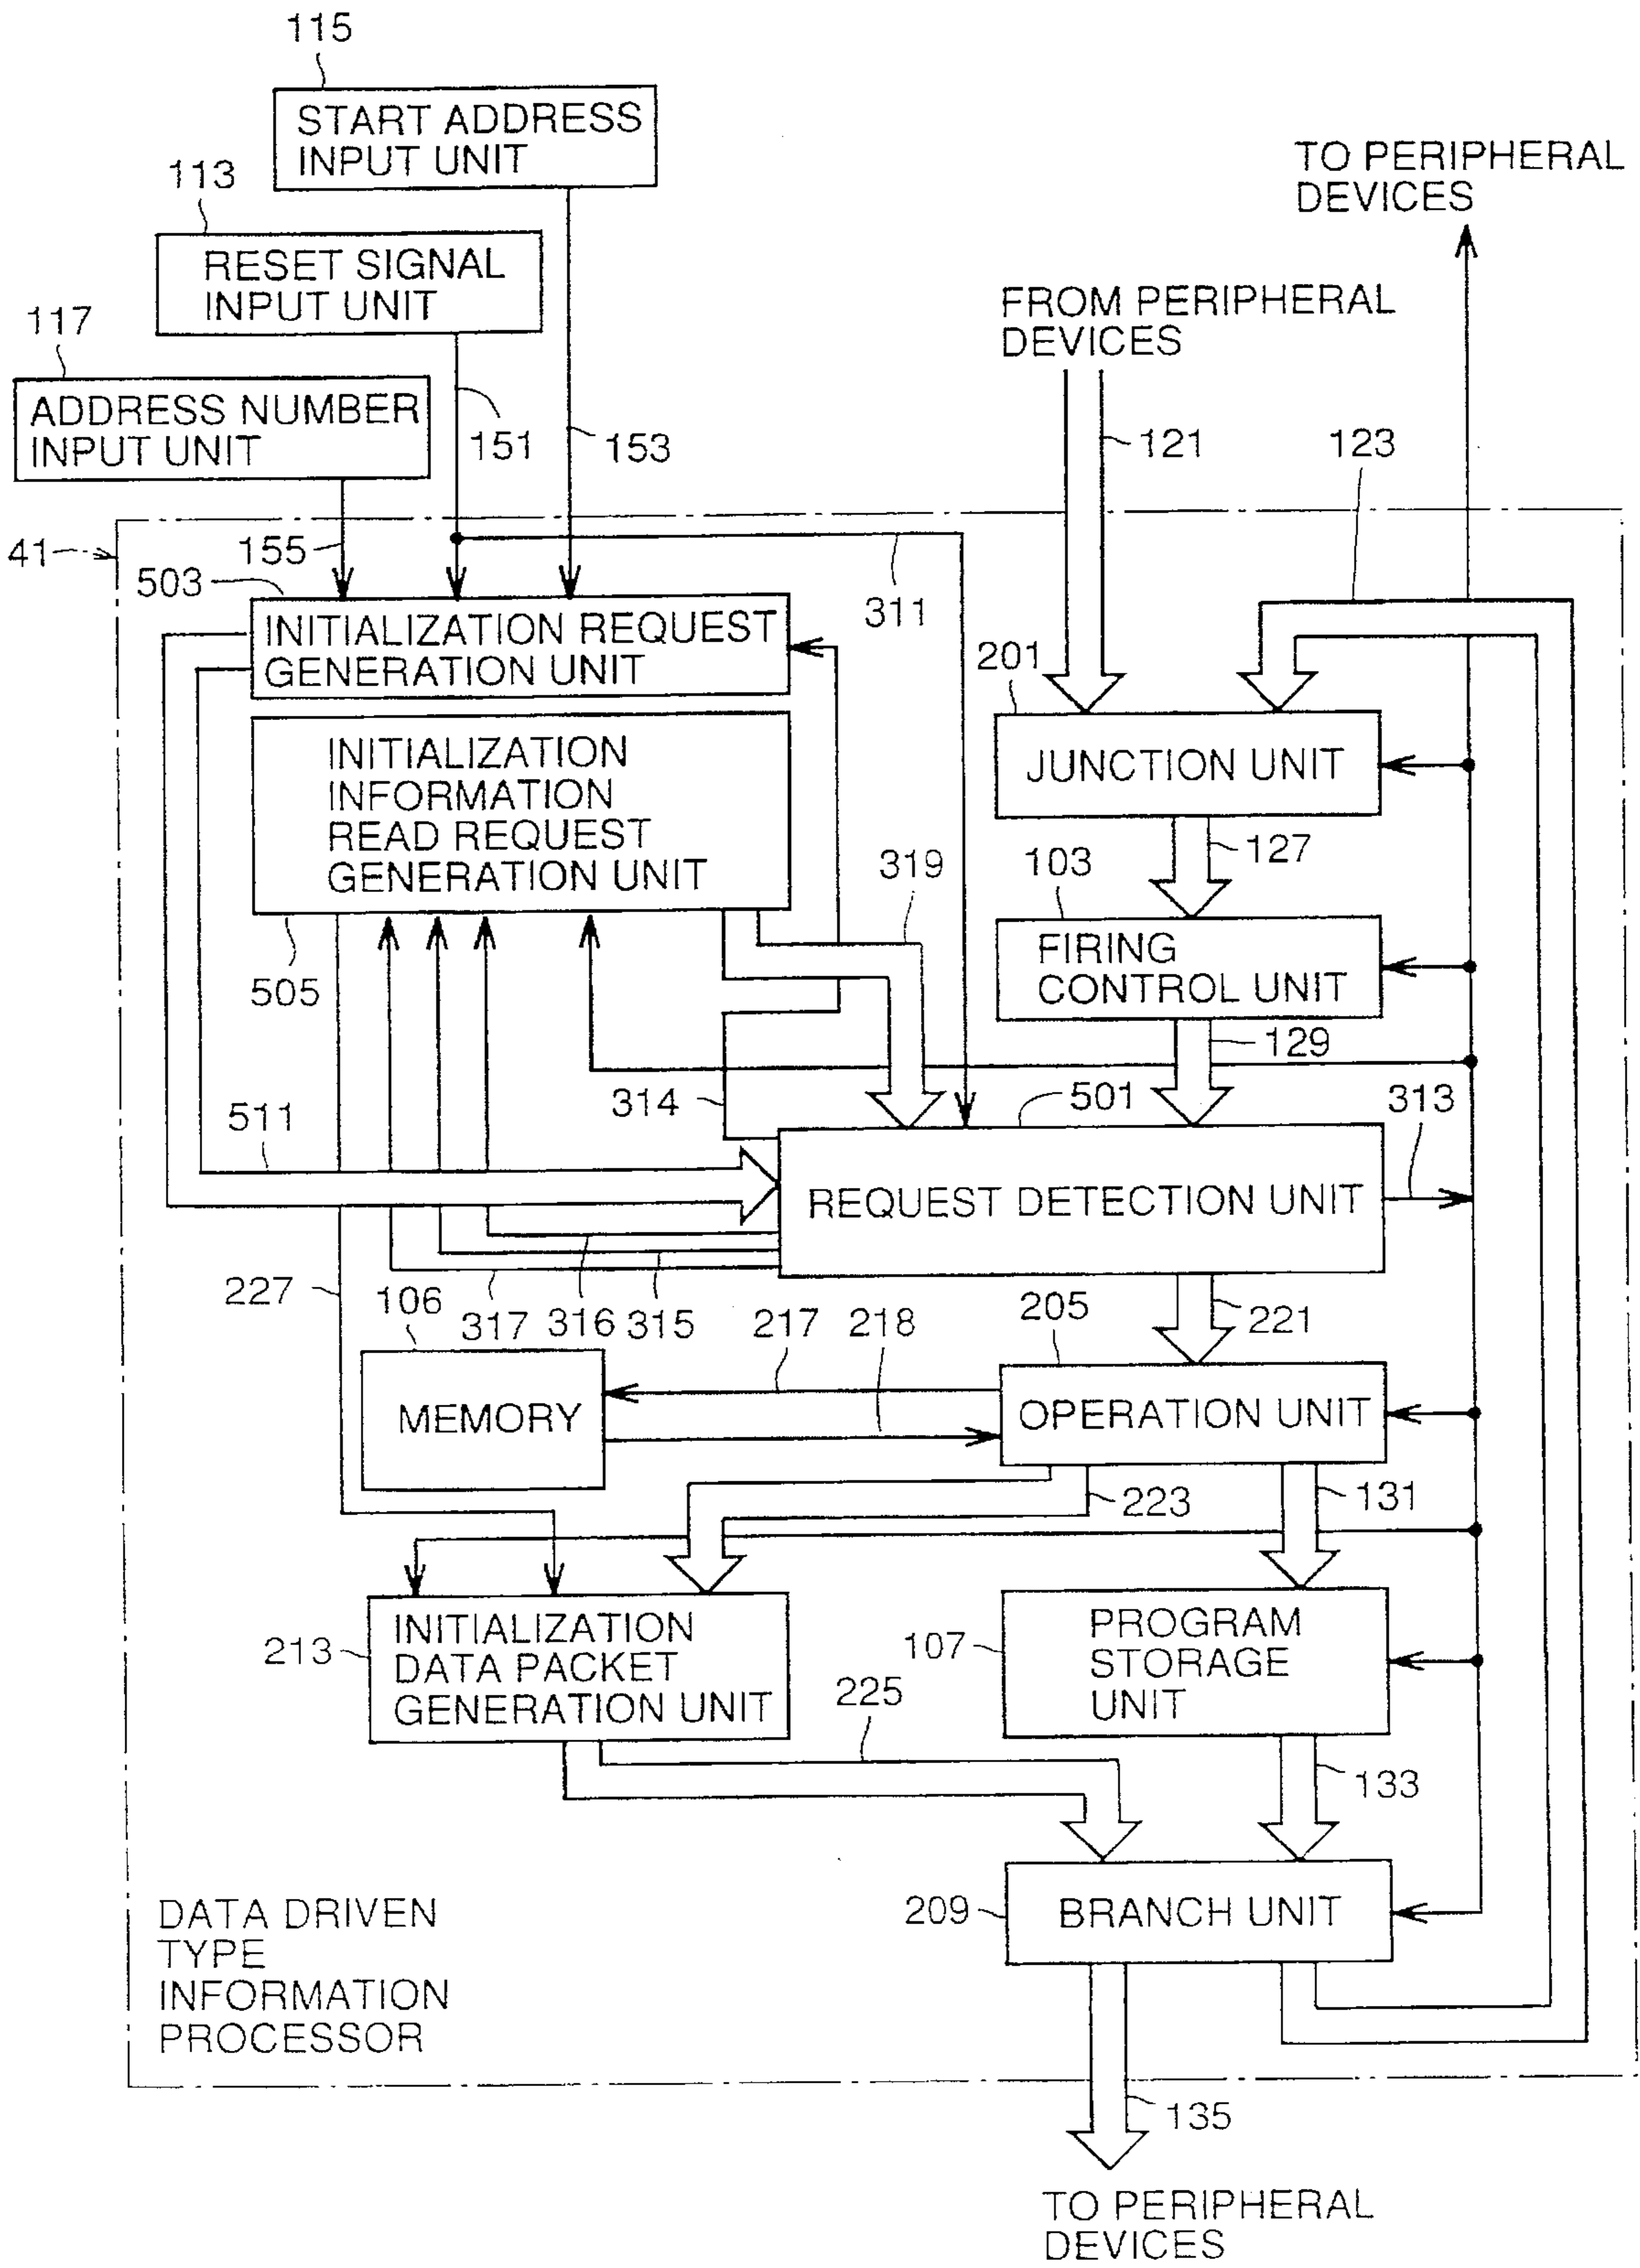 115
START ADDRESS
INPUT UNIT
TO PERIPHERAL
DEVICES
113
RESET SIGNAL
INPUT UNIT
FROM PERIPHERAL
DEVICES
117
ADDRESS NUMBER
INPUT UNIT
151
153
121
123
41
155
503
311
INITIALIZATION REQUEST
GENERATION UNIT
201
JUNCTION UNIT
INITIALIZATION
INFORMATION
READ REQUEST
GENERATION UNIT
127
319
103
FIRING
CONTROL UNIT
505
129
314
501
313
511
REQUEST DETECTION UNIT
227
106
317
316
315
217
218
205
221
MEMORY
OPERATION UNIT
223
131
213
INITIALIZATION
DATA PACKET
GENERATION UNIT
107
PROGRAM
STORAGE
UNIT
225
133
209
BRANCH UNIT
DATA DRIVEN
TYPE
INFORMATION
PROCESSOR
135
TO PERIPHERAL
DEVICES